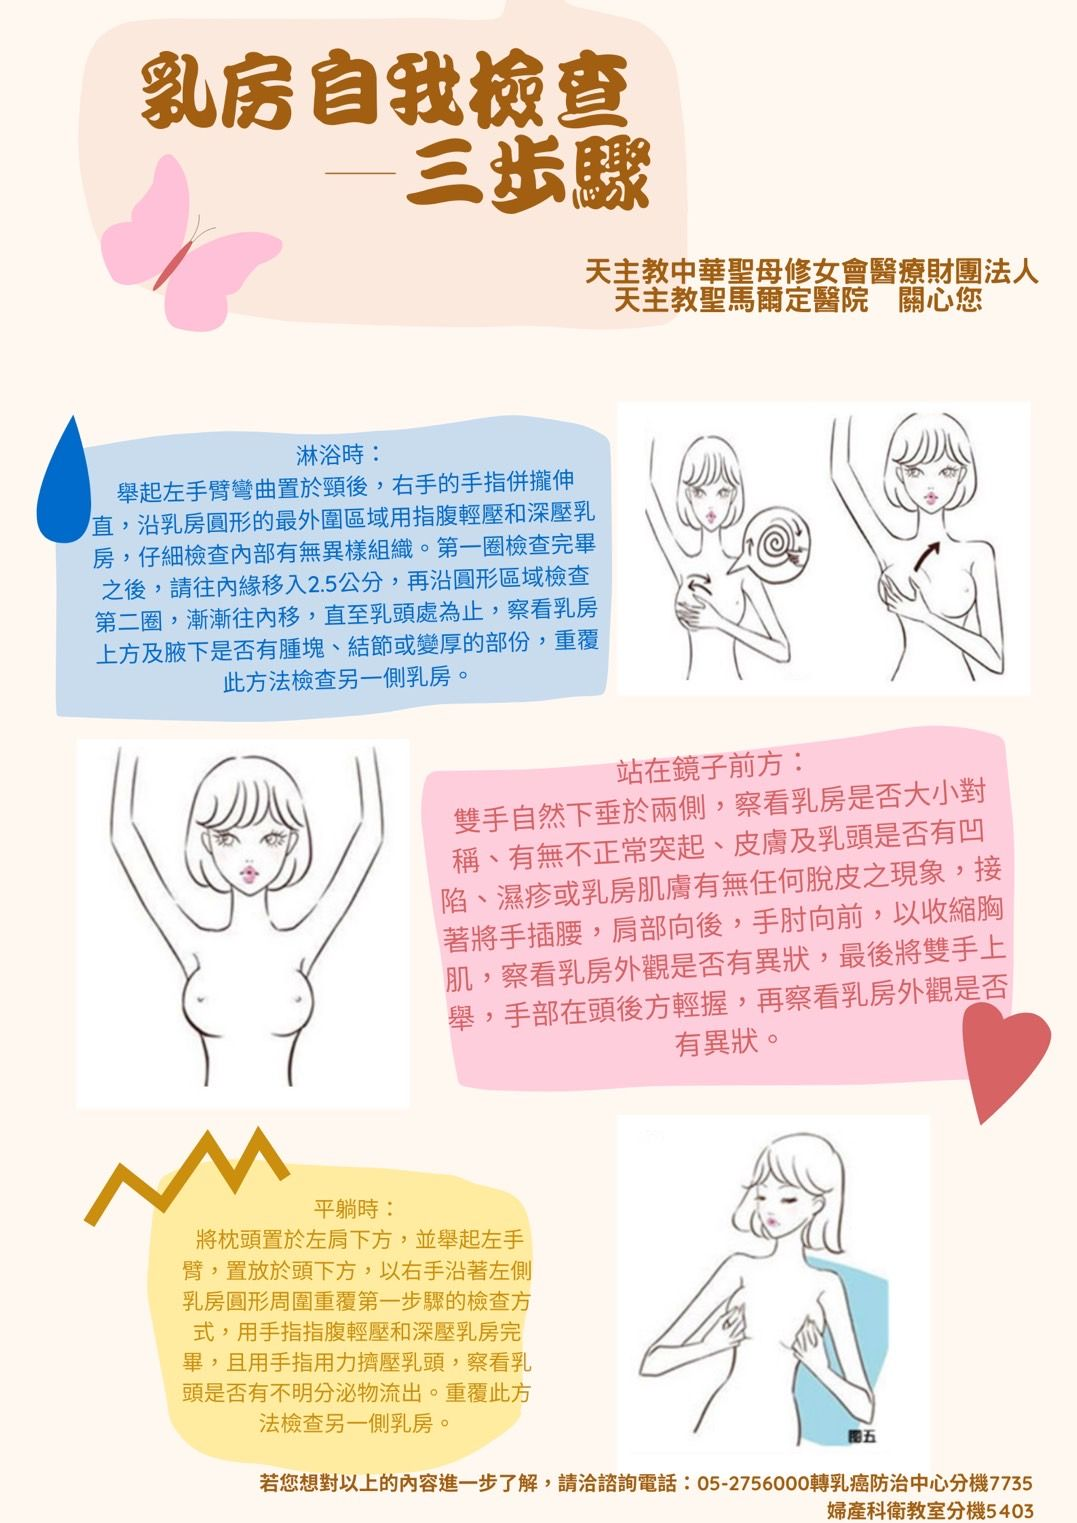 乳房自我檢查
—三步驟
天主教中華聖母修女會醫療財團法人
天主教聖馬爾定醫院 關心您
淋浴時：
舉起左手臂彎曲置於頸後，右手的手指併攏伸
直，沿乳房圓形的最外圍區域用指腹輕壓和深壓乳
房，仔細檢查內部有無異樣組織。第一圈檢查完畢
之後，請往內緣移入2.5公分，再沿圓形區域檢查
第二圈，漸漸往內移，直至乳頭處為止，察看乳房
上方及腋下是否有腫塊、結節或變厚的部份，重覆
此方法檢查另一側乳房。
站在鏡子前方：
雙手自然下垂於兩側，察看乳房是否大小對
稱、有無不正常突起、皮膚及乳頭是否有凹
陷、濕疹或乳房肌膚有無任何脫皮之現象，接
著將手插腰，肩部向後，手肘向前，以收縮胸
肌，察看乳房外觀是否有異狀，最後將雙手上
舉，手部在頭後方輕握，再察看乳房外觀是否
有異狀。
平躺時：
將枕頭置於左肩下方，並舉起左手
臂，置放於頭下方，以右手沿著左側
乳房圓形周圍重覆第一步驟的檢查方
式，用手指指腹輕壓和深壓乳房完
畢，且用手指用力擠壓乳頭，察看乳
頭是否有不明分泌物流出。重覆此方
法檢查另一側乳房。
圖五
若您想對以上的內容進一步了解，請洽諮詢電話：05-2756000轉乳癌防治中心分機7735
婦產科衛教室分機5403